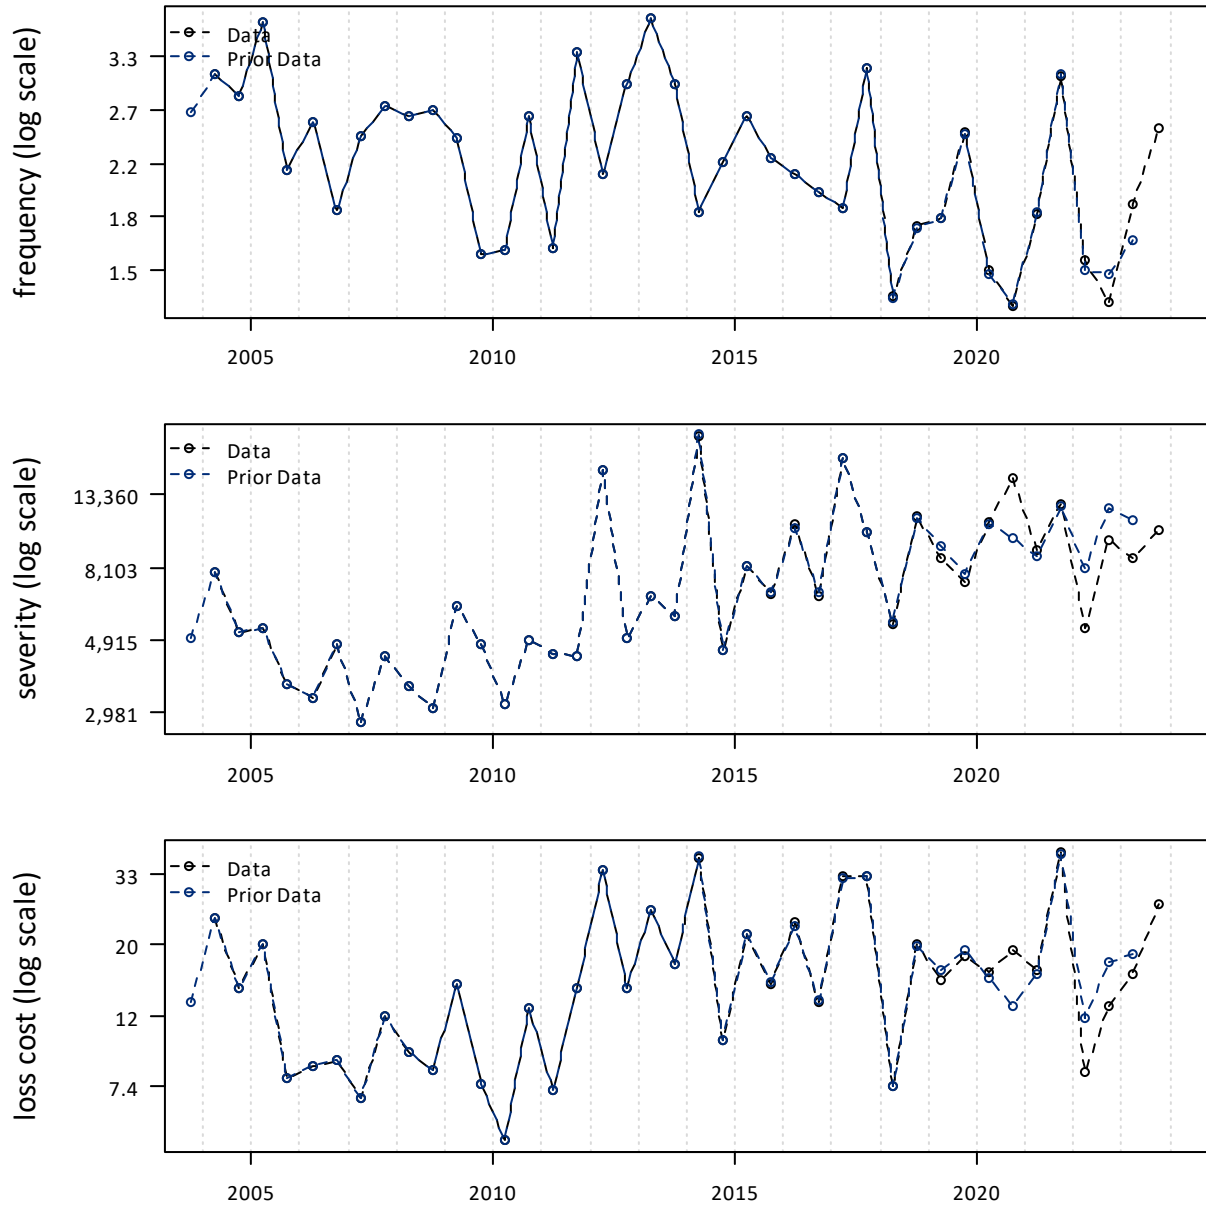 frequency (log scale)
Data
Prior Data
3.3
2.7
2.2
1.8
1.5
2005 2010 2015 2020
severity (log scale)
Data
Prior Data
13,360
8,103
4,915
2,981
2005 2010 2015 2020
loss cost (log scale)
Data
Prior Data
33
20
12
7.4
2005 2010 2015 2020